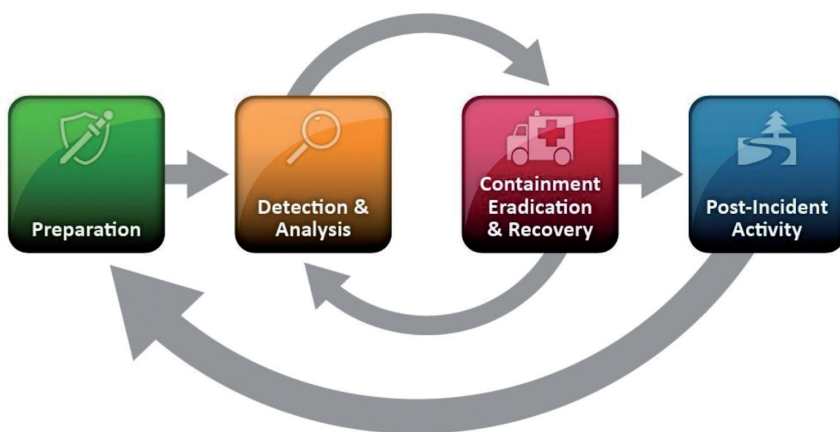 Preparation
Detection &
Analysis
Containment
Eradication
& Recovery
Post-Incident
Activity